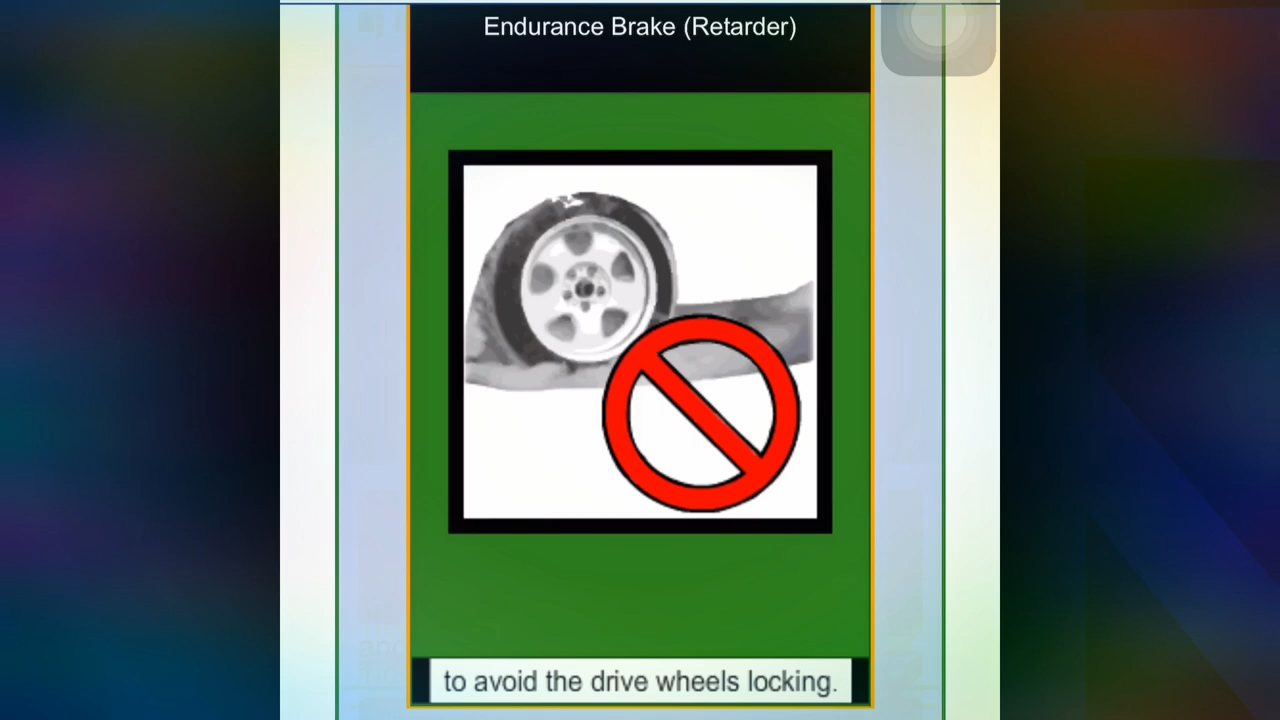 Endurance Brake (Retarder)
to avoid the drive wheels locking.